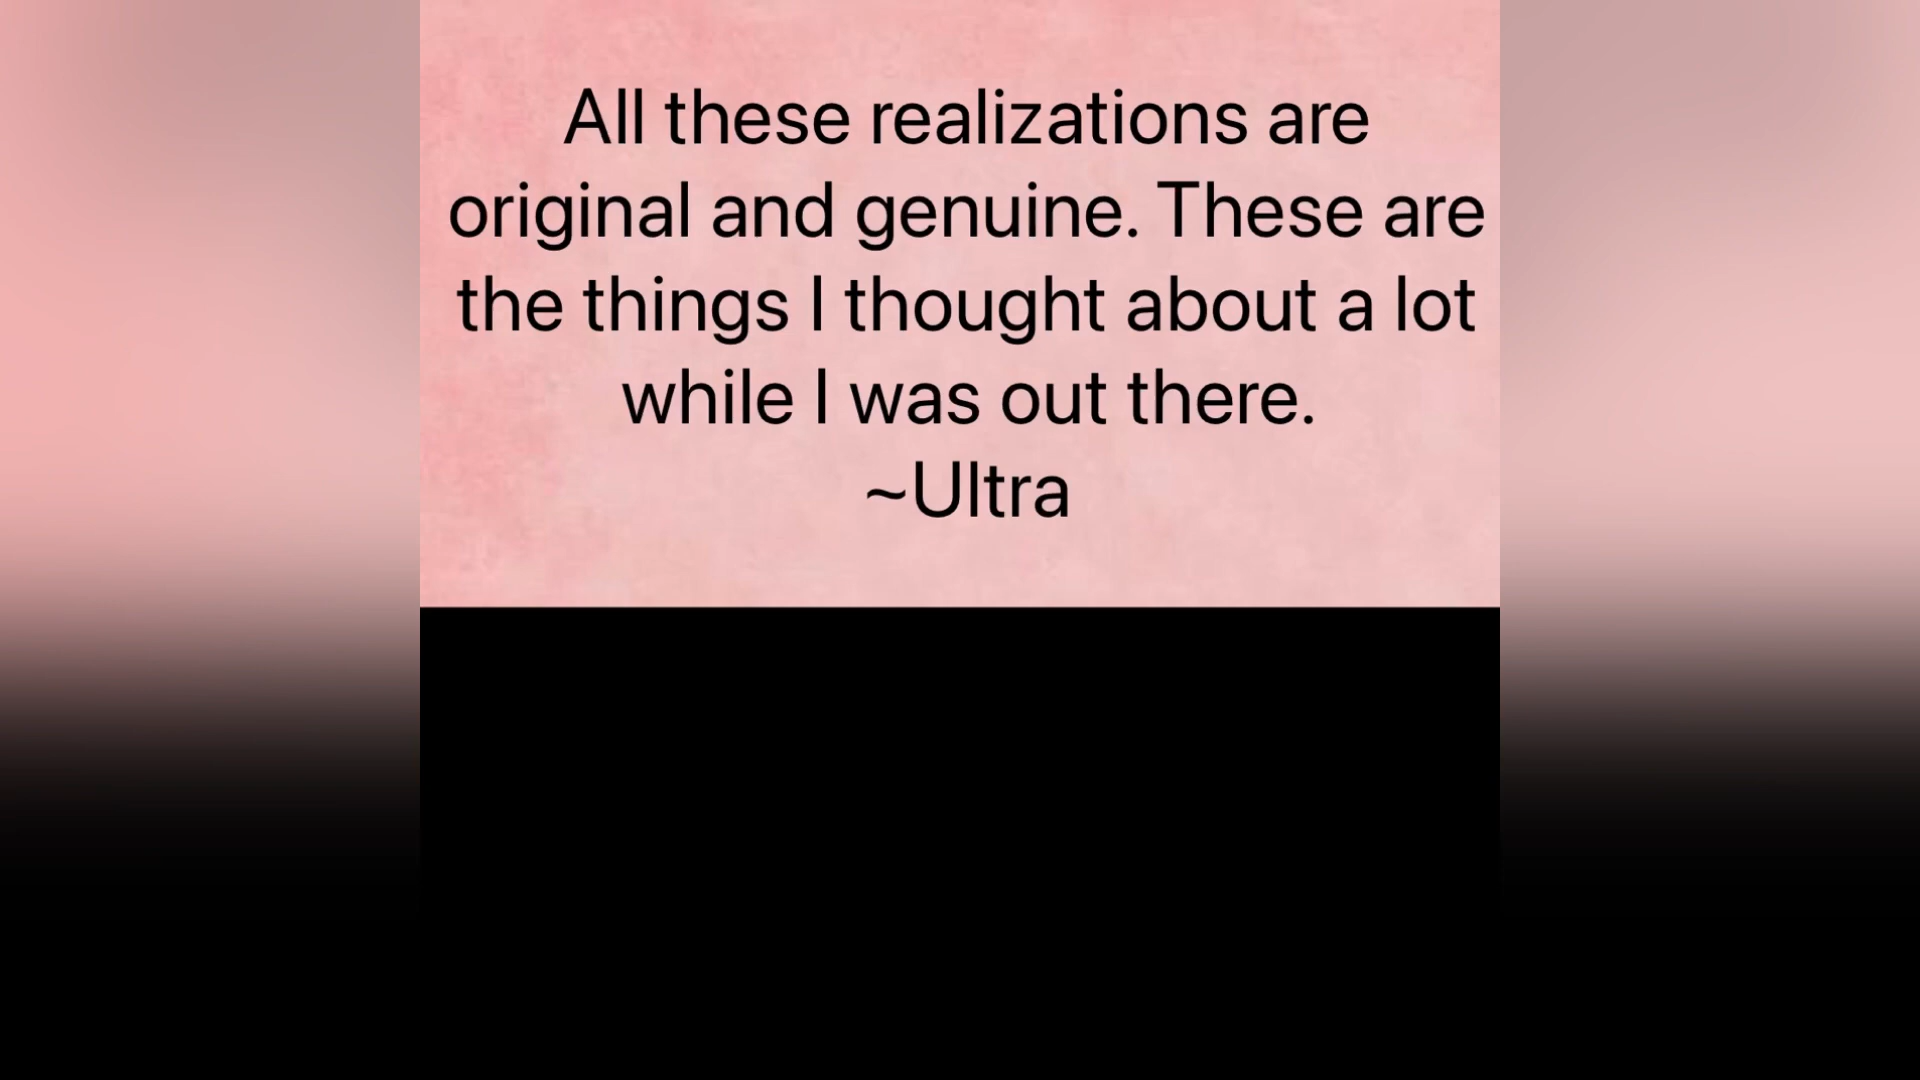 All these realizations are
original and genuine. These are
the things I thought about a lot
while I was out there.
~Ultra